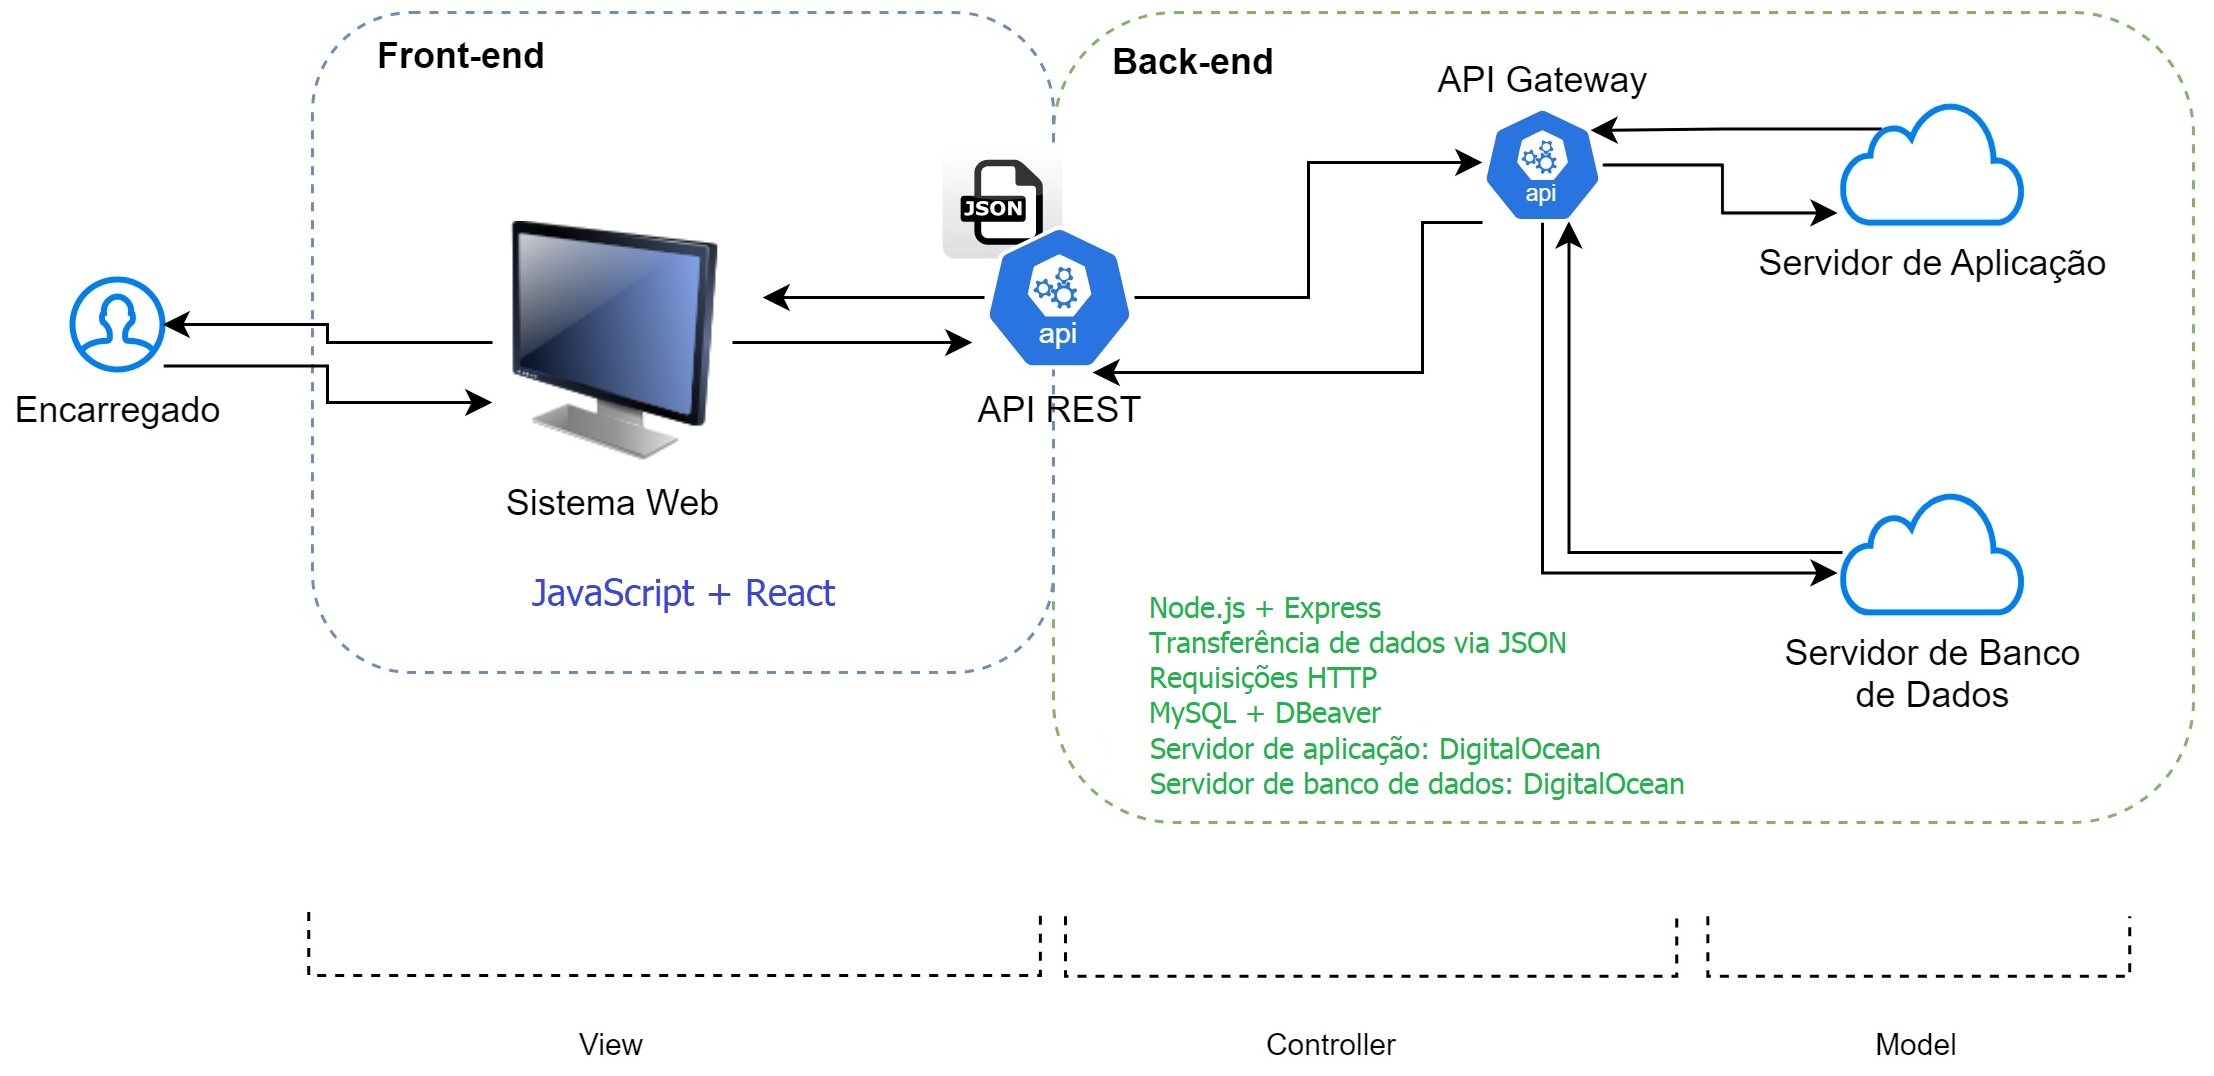 Front-end
Back-end
API Gateway
api
JSON
api
API REST
Servidor de Aplicação
Encarregado
Sistema Web
JavaScript + React
Servidor de Banco
de Dados
Node.js + Express
Transferência de dados via JSON
Requisições HTTP
MySQL + DBeaver
Servidor de aplicação: DigitalOcean
Servidor de banco de dados: DigitalOcean
View
Controller
Model